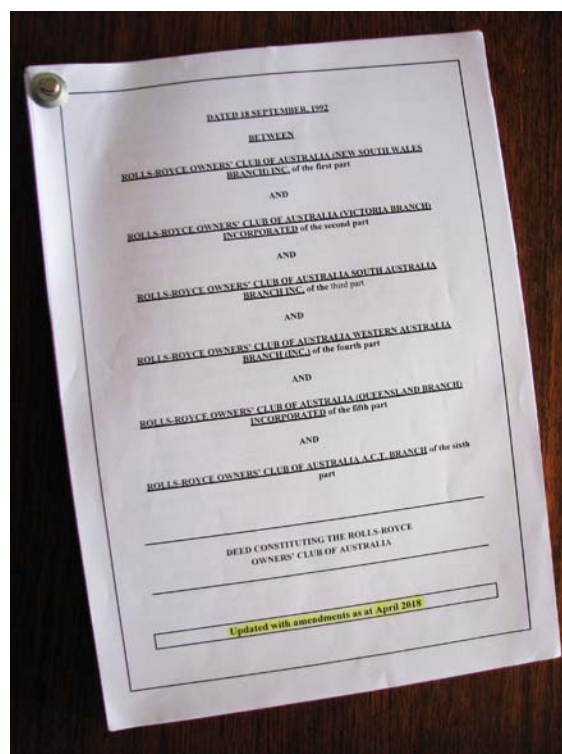 DATED 18 SEPTEMBER, 1992
BETWEEN
ROLLS-ROYCE OWNERS' CLUB OF AUSTRALIA (NEW SOUTH WALES
BRANCH) INC. of the first part
AND
ROLLS-ROYCE OWNERS' CLUB OF AUSTRALIA (VICTORIA BRANCH)
INCORPORATED of the second part
AND
ROLLS-ROYCE OWNERS' CLUB OF AUSTRALIA SOUTH AUSTRALIA
BRANCH INC. of the third part
AND
ROLLS-ROYCE OWNERS' CLUB OF AUSTRALIA WESTERN AUSTRALIA
BRANCH (INC.) of the fourth part
AND
ROLLS-ROYCE OWNERS' CLUB OF AUSTRALIA (QUEENSLAND BRANCH)
INCORPORATED of the fifth part
AND
ROLLS-ROYCE OWNERS' CLUB OF AUSTRALIA A.C.T. BRANCH of the sixth
part
DEED CONSTITUTING THE ROLLS-ROYCE
OWNERS' CLUB OF AUSTRALIA
Updated with amendments as at April 2018